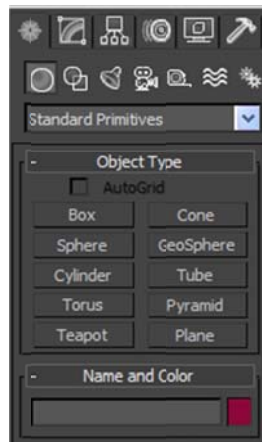 Standard Primitives
- Object Type
AutoGrid
Box Cone
Sphere GeoSphere
Cylinder Tube
Torus Pyramid
Teapot Plane
- Name and Color